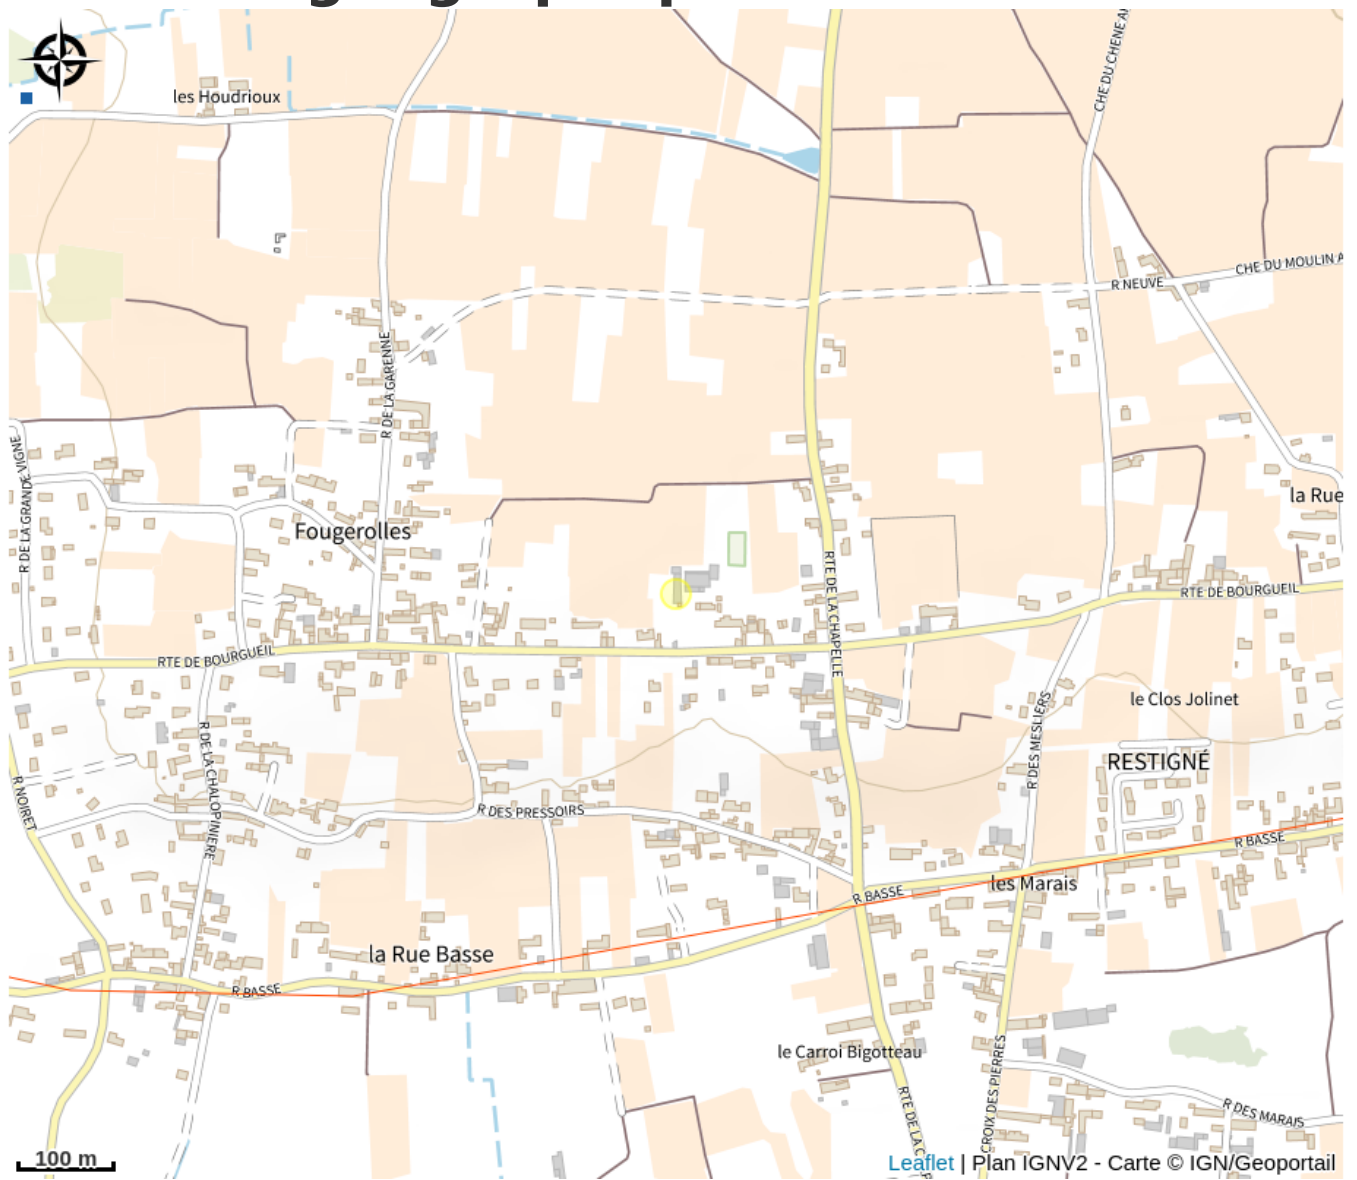 les Houdrioux
CHE DU CHENE
CHE DU MOULIN A
R NEUVE
R DE LA GARENNE
R DE LA GRANDE VIGNE
la Rue
Fougerolles
RTE DE LA CHAPELLE
RTE DE BOURGUEIL
RTE DE BOURGUEIL
le Clos Jolinet
R DES MESLIERS
RESTIGNÉ
R NOIRET
R DE LA CHALOPINIERE
R DES PRESSOIRS
R BASSE
les Marais
R BASSE
la Rue Basse
R BASSE
le Carroi Bigotteau
CROIX DES PIERRES
RTE DE LA C
R DES MARAIS
100 m
Leaflet | Plan IGNV2 - Carte © IGN/Geoportail